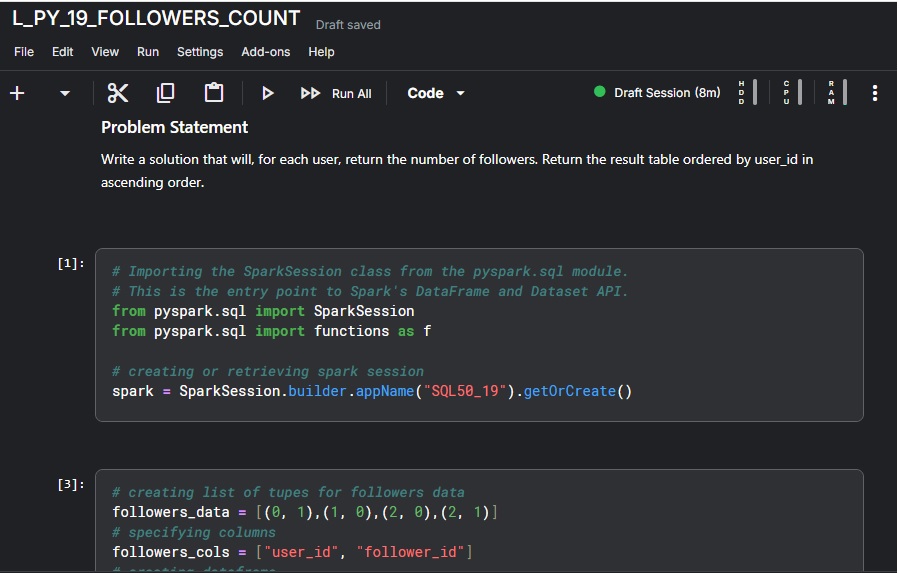 L_PY_19_FOLLOWERS_COUNT Draft saved
File Edit View Run Settings Add-ons Help
Run All Code Draft Session (8m) HDD CPU RAM
Problem Statement
Write a solution that will, for each user, return the number of followers. Return the result table ordered by user_id in
ascending order.
[1]:
# Importing the SparkSession class from the pyspark.sql module.
# This is the entry point to Spark's DataFrame and Dataset API.
from pyspark.sql import SparkSession
from pyspark.sql import functions as f
# creating or retrieving spark session
spark = SparkSession.builder.appName("SQL50_19").getOrCreate()
[3]:
# creating list of tupes for followers data
followers_data = [(0, 1),(1, 0),(2, 0),(2, 1)]
# specifying columns
followers_cols = ["user_id", "follower_id"]
# creating dataframe